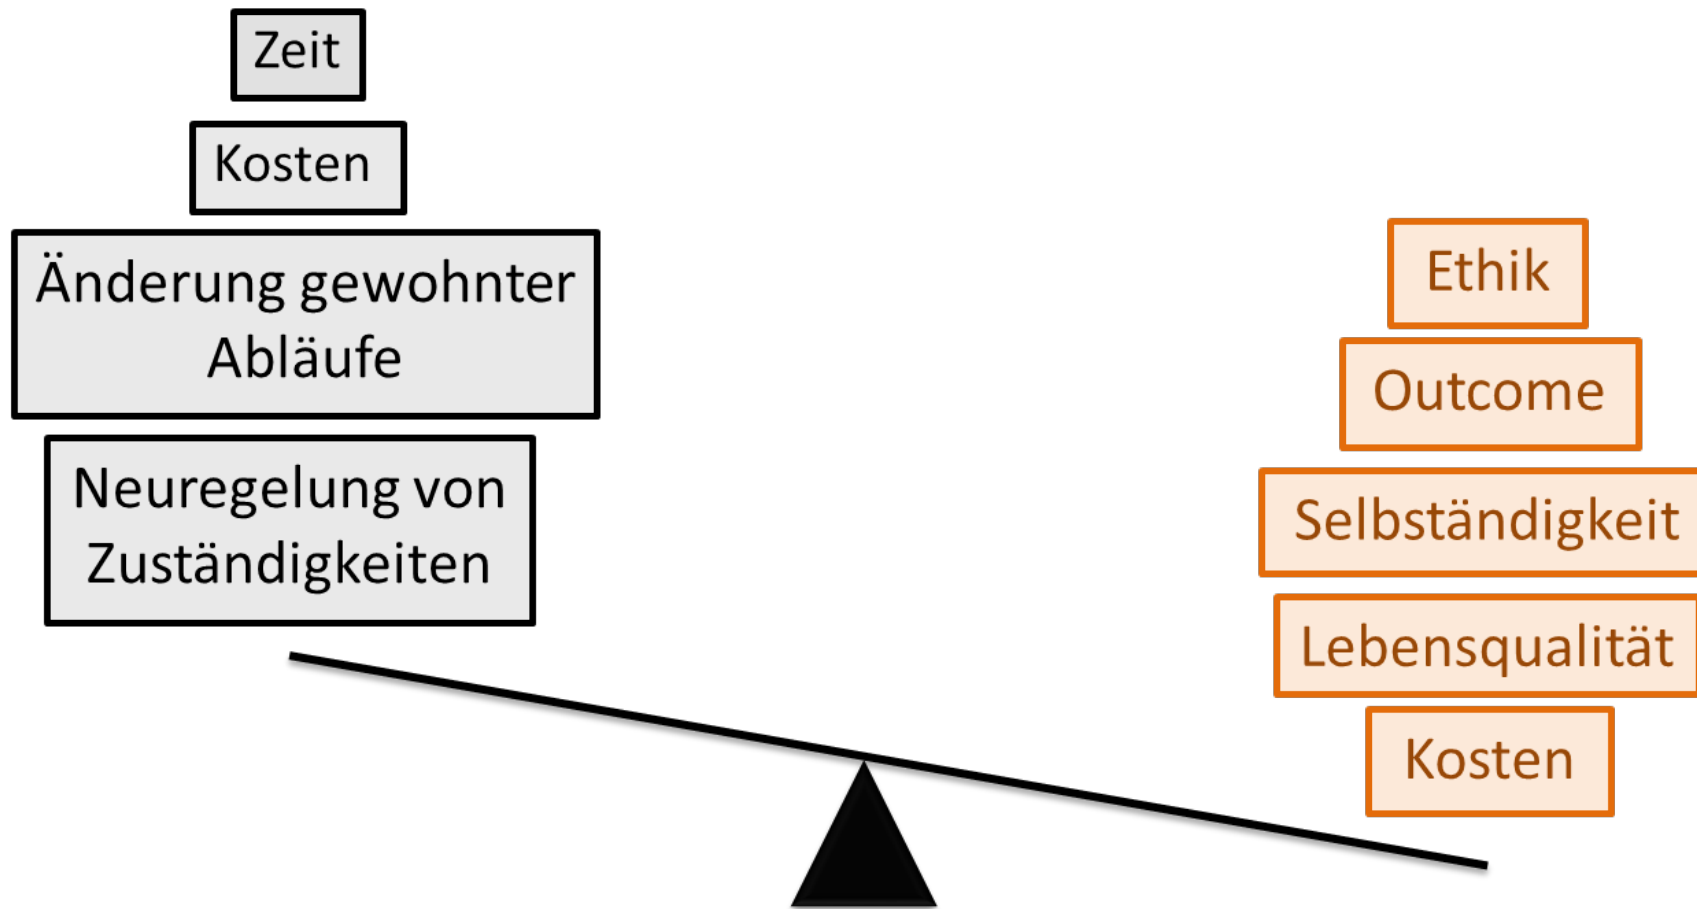 Zeit
Kosten
Änderung gewohnter
Abläufe
Neuregelung von
Zuständigkeiten
Ethik
Outcome
Selbständigkeit
Lebensqualität
Kosten